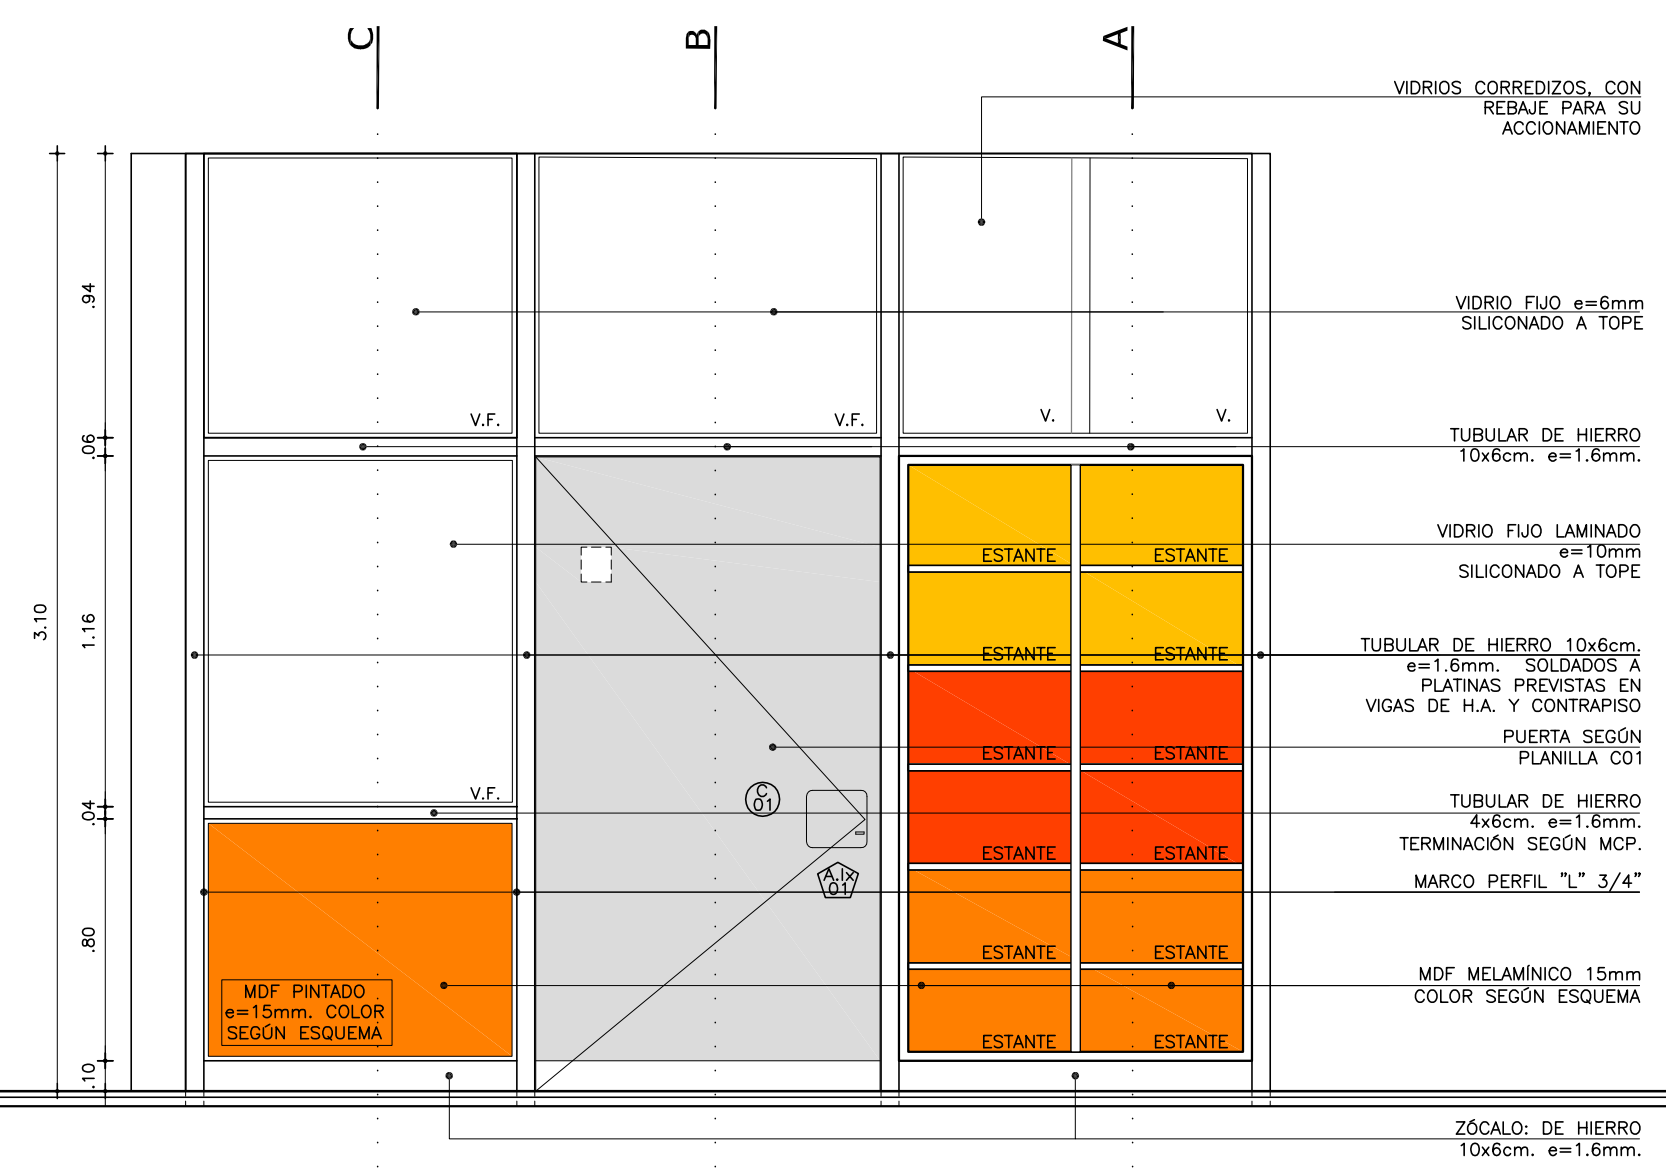 C
B
A
VIDRIOS CORREDIZOS, CON
REBAJE PARA SU
ACCIONAMIENTO
.94
VIDRIO FIJO e=6mm
SILICONADO A TOPE
V.F.
V.F.
V.
V.
.06
TUBULAR DE HIERRO
10x6cm. e=1.6mm.
VIDRIO FIJO LAMINADO
e=10mm
SILICONADO A TOPE
ESTANTE
ESTANTE
3.10
1.16
ESTANTE
ESTANTE
TUBULAR DE HIERRO 10x6cm.
e=1.6mm. SOLDADOS A
PLATINAS PREVISTAS EN
VIGAS DE H.A. Y CONTRAPISO
PUERTA SEGÚN
PLANILLA C01
ESTANTE
ESTANTE
V.F.
C
01
.04
TUBULAR DE HIERRO
4x6cm. e=1.6mm.
TERMINACIÓN SEGÚN MCP.
ESTANTE
ESTANTE
A.Ix
01
MARCO PERFIL "L" 3/4"
.80
ESTANTE
ESTANTE
MDF MELAMÍNICO 15mm
COLOR SEGÚN ESQUEMA
MDF PINTADO
e=15mm. COLOR
SEGÚN ESQUEMA
ESTANTE
ESTANTE
.10
ZÓCALO: DE HIERRO
10x6cm. e=1.6mm.